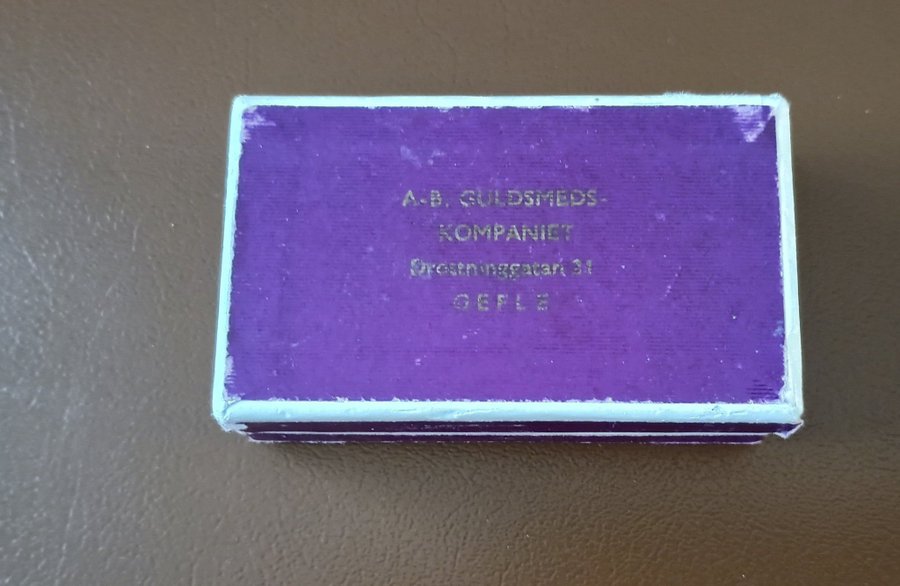 A.-B. GULDSMEDS-
KOMPANIET
Drottninggatan 31
GEFLE